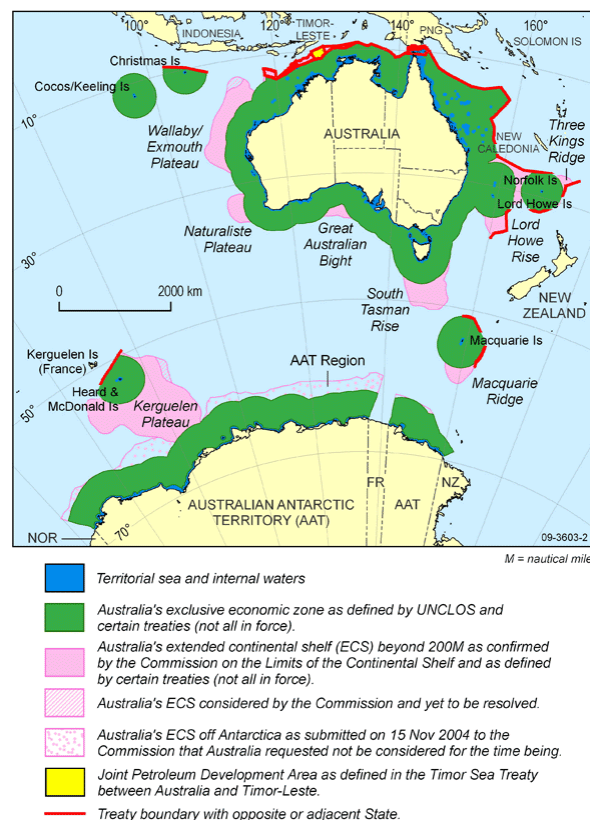 100°
120°
TIMOR-
LESTE
140°
PNG
160°
INDONESIA
SOLOMON IS
Christmas Is
Cocos/Keeling Is
10°
Wallaby/
Exmouth
Plateau
AUSTRALIA
NEW
CALEDONIA
Three
Kings
Ridge
Norfolk Is
Lord Howe Is
Naturaliste
Plateau
Great
Australian
Bight
Lord
Howe
Rise
30°
0
2000 km
South
Tasman
Rise
NEW
ZEALAND
Kerguelen Is
(France)
AAT Region
Macquarie Is
Heard &
McDonald Is
Kerguelen
Plateau
Macquarie
Ridge
50°
AUSTRALIAN ANTARCTIC
TERRITORY (AAT)
FR
AAT
NZ
NOR
70°
09-3603-2
M = nautical mile
Territorial sea and internal waters
Australia's exclusive economic zone as defined by UNCLOS and
certain treaties (not all in force).
Australia's extended continental shelf (ECS) beyond 200M as confirmed
by the Commission on the Limits of the Continental Shelf and as defined
by certain treaties (not all in force).
Australia's ECS considered by the Commission and yet to be resolved.
Australia's ECS off Antarctica as submitted on 15 Nov 2004 to the
Commission that Australia requested not be considered for the time being.
Joint Petroleum Development Area as defined in the Timor Sea Treaty
between Australia and Timor-Leste.
Treaty boundary with opposite or adjacent State.